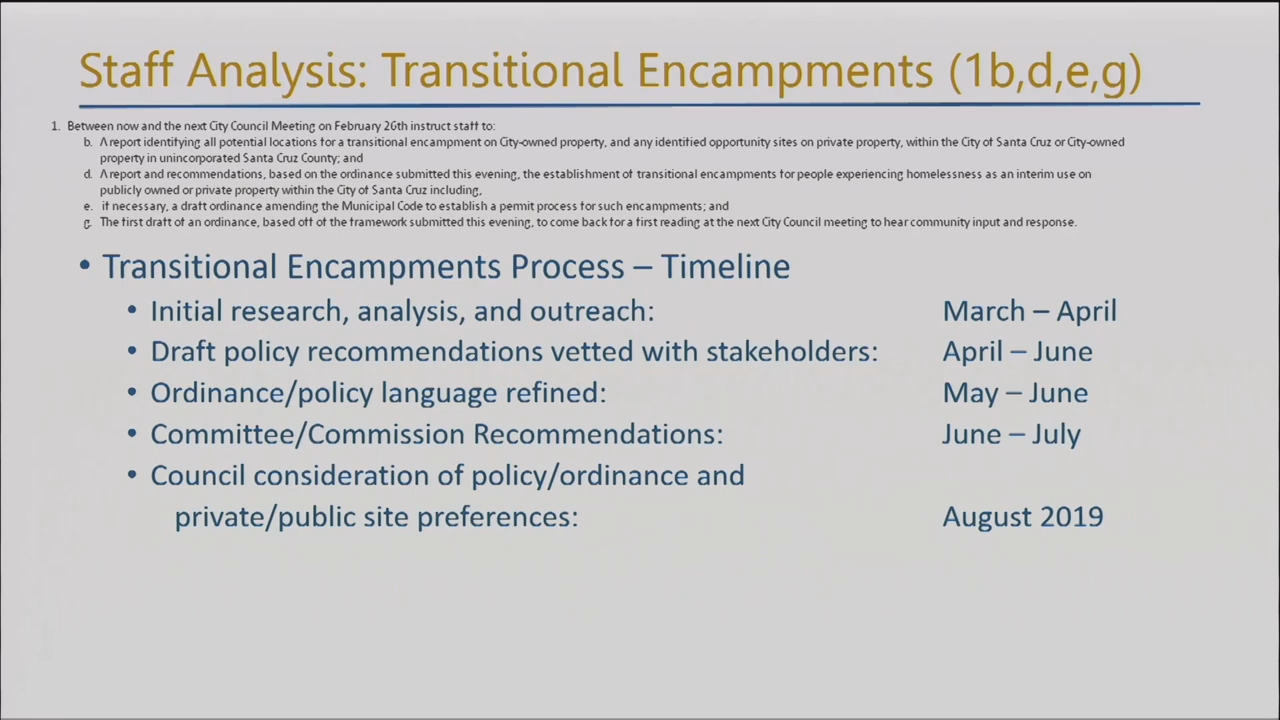 Staff Analysis: Transitional Encampments (1b,d,e,g)
1. Between now and the next City Council Meeting on February 26th instruct staff to:
b. A report identifying all potential locations for a transitional encampment on City-owned property, and any identified opportunity sites on private property, within the City of Santa Cruz or City-owned
property in unincorporated Santa Cruz County; and
d. A report and recommendations, based on the ordinance submitted this evening, the establishment of transitional encampments for people experiencing homelessness as an interim use on
publicly owned or private property within the City of Santa Cruz including,
e. if necessary, a draft ordinance amending the Municipal Code to establish a permit process for such encampments; and
g. The first draft of an ordinance, based off of the framework submitted this evening, to come back for a first reading at the next City Council meeting to hear community input and response.
• Transitional Encampments Process – Timeline
• Initial research, analysis, and outreach: March – April
• Draft policy recommendations vetted with stakeholders: April – June
• Ordinance/policy language refined: May – June
• Committee/Commission Recommendations: June – July
• Council consideration of policy/ordinance and
private/public site preferences: August 2019